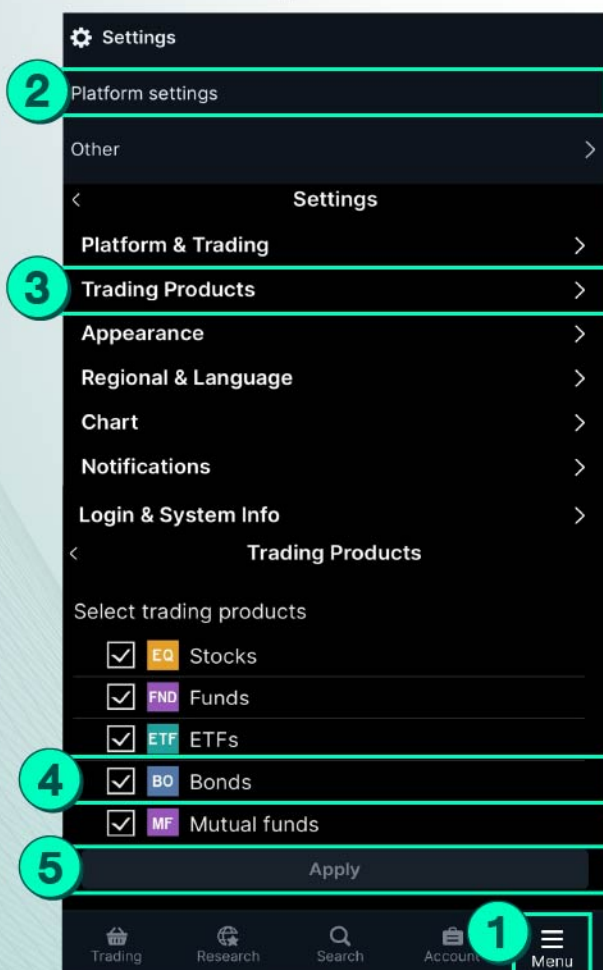 Settings
2
Platform settings
Other
Settings
Platform & Trading
3
Trading Products
Appearance
Regional & Language
Chart
Notifications
Login & System Info
Trading Products
Select trading products
EQ Stocks
FND Funds
ETF ETFs
4
BO Bonds
MF Mutual funds
5
Apply
1
Trading Research Search Account Menu